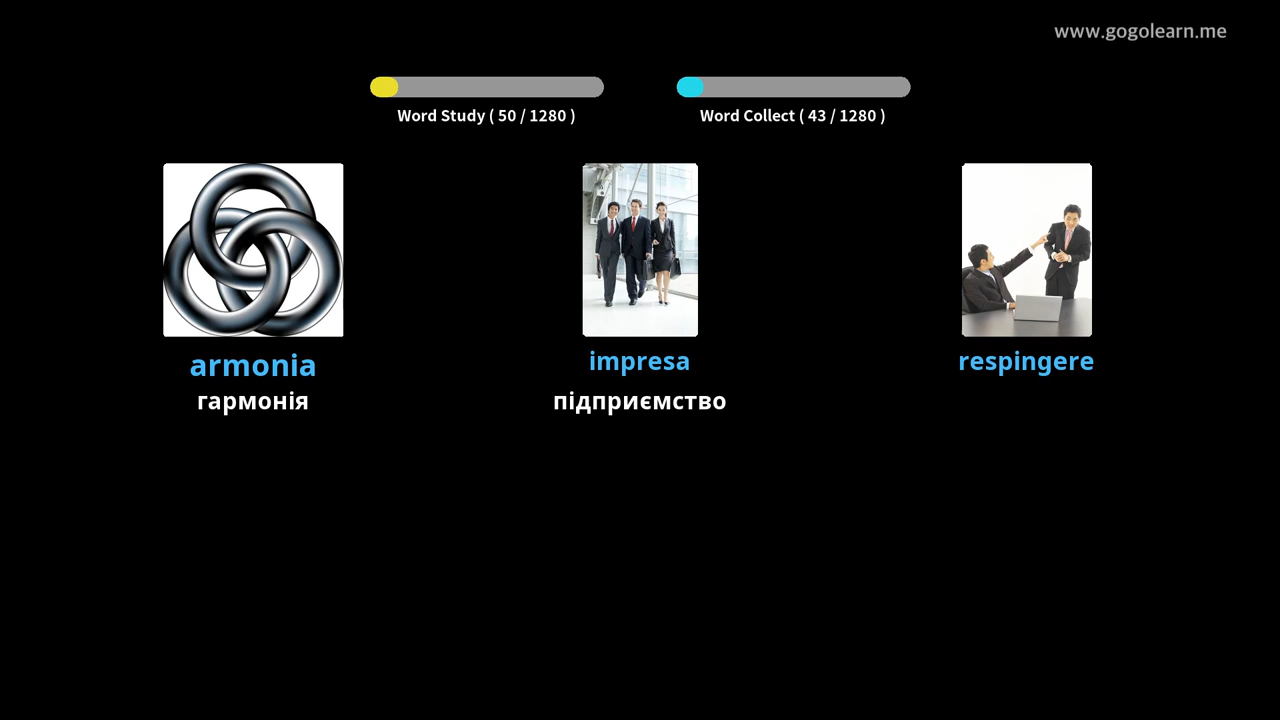 www.gogolearn.me
Word Study ( 50 / 1280 )
Word Collect ( 43 / 1280 )
armonia
гармонія
impresa
підприємство
respingere